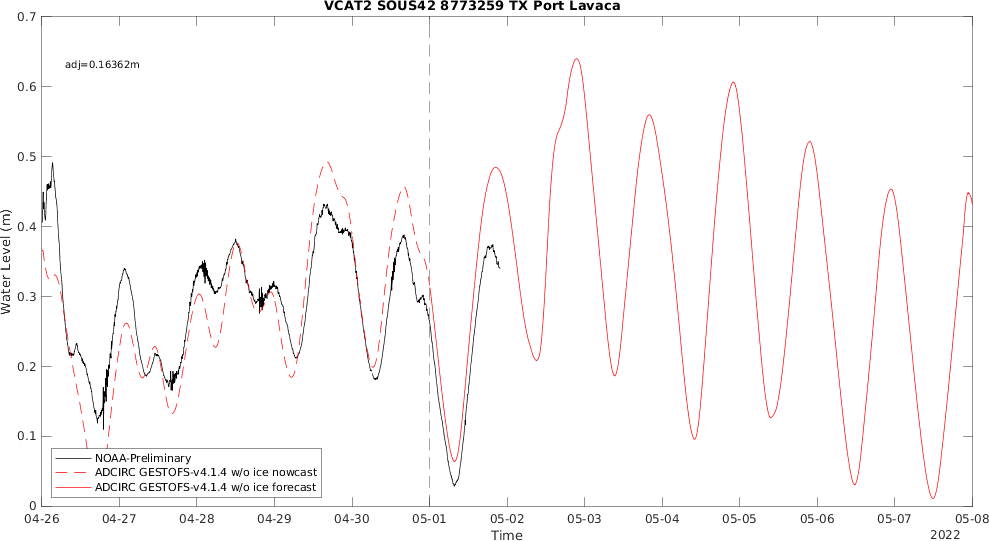 VCAT2 SOUS42 8773259 TX Port Lavaca
0.7
adj=0.16362m
0.6
0.5
0.4
Water Level (m)
0.3
0.2
0.1
NOAA-Preliminary
ADCIRC GESTOFS-v4.1.4 w/o ice nowcast
ADCIRC GESTOFS-v4.1.4 w/o ice forecast
0
04-26 04-27 04-28 04-29 04-30 05-01 05-02 05-03 05-04 05-05 05-06 05-07 05-08
Time
2022